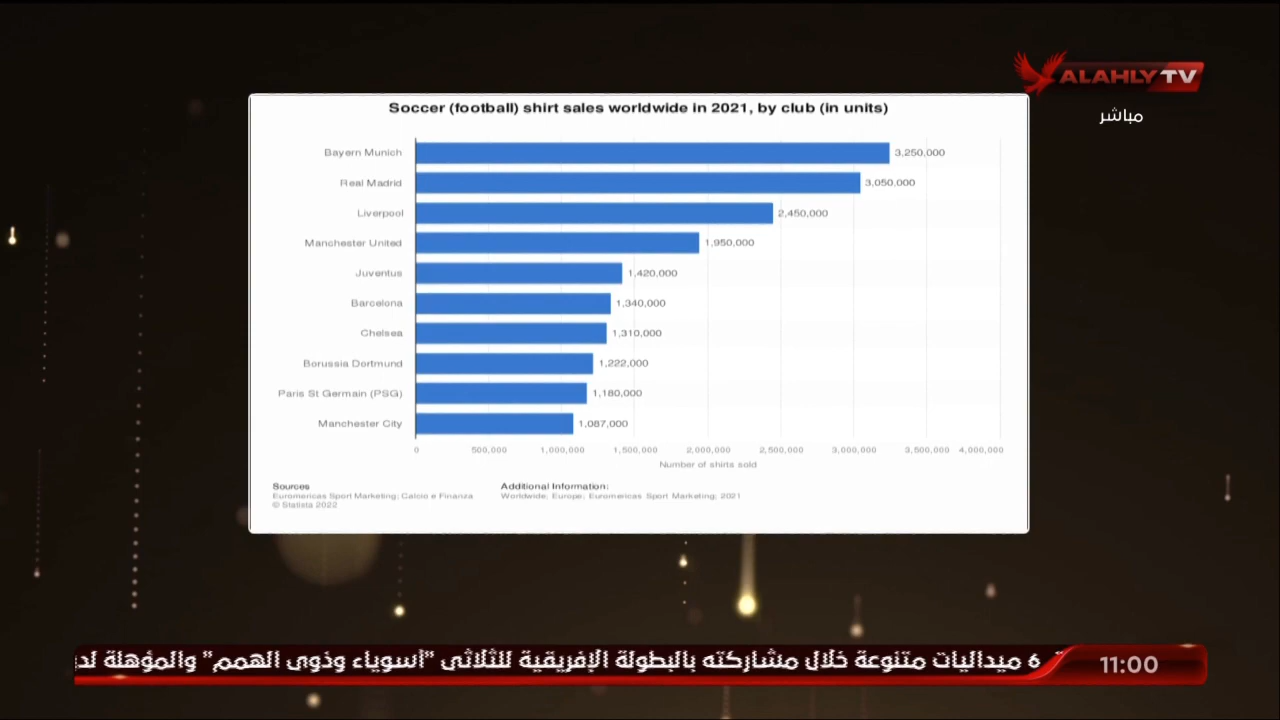 ALAHLY TV
مباشر
Soccer (football) shirt sales worldwide in 2021, by club (in units)
Bayern Munich 3,250,000
Real Madrid 3,050,000
Liverpool 2,450,000
Manchester United 1,950,000
Juventus 1,420,000
Barcelona 1,340,000
Chelsea 1,310,000
Borussia Dortmund 1,222,000
Paris St Germain (PSG) 1,180,000
Manchester City 1,087,000
0 500,000 1,000,000 1,500,000 2,000,000 2,500,000 3,000,000 3,500,000 4,000,000
Number of shirts sold
Sources
Euromericas Sport Marketing; Calcio e Finanza
© Statista 2022
Additional Information:
Worldwide; Europe; Euromericas Sport Marketing; 2021
6 ميداليات متنوعة خلال مشاركته بالبطولة الإفريقية للثلاثى "أسوياء وذوى الهمم" والمؤهلة لد
11:00